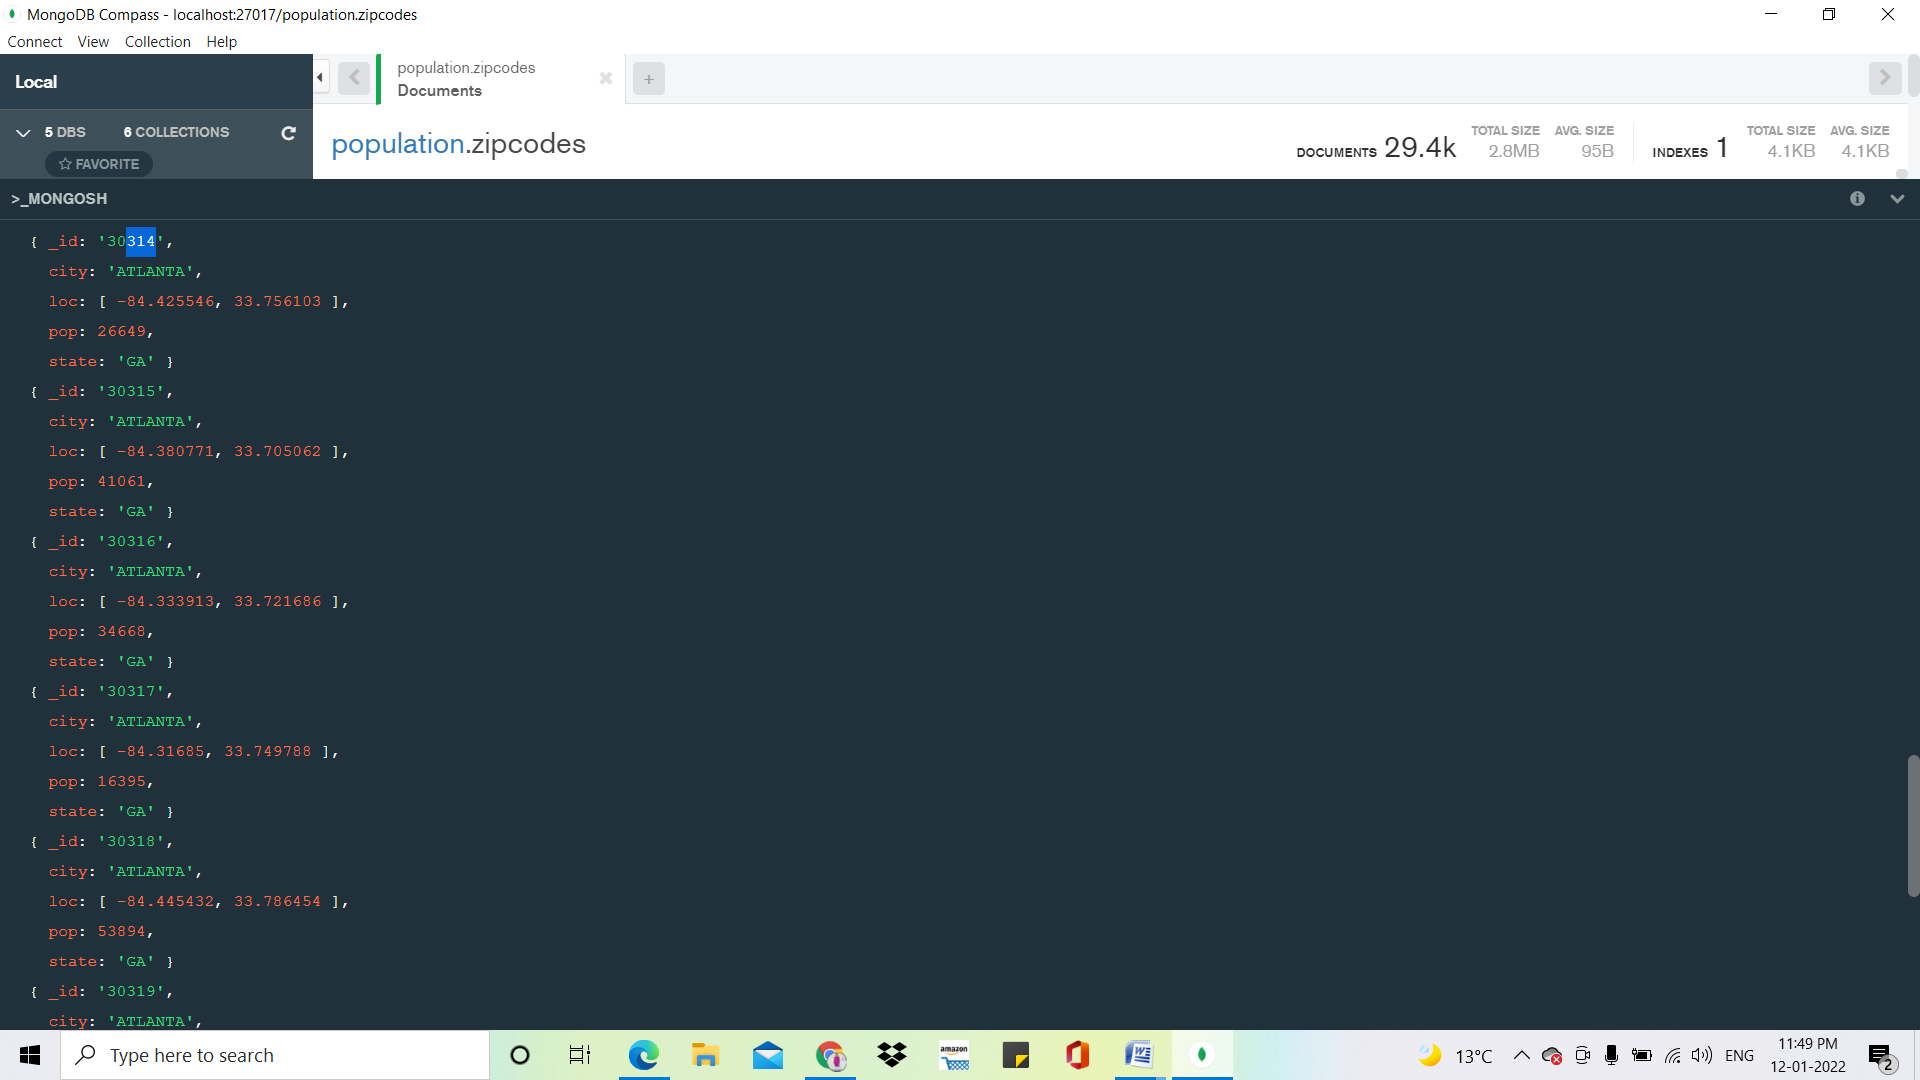 MongoDB Compass - localhost:27017/population.zipcodes
Connect View Collection Help
Local
population.zipcodes
Documents
5 DBS 6 COLLECTIONS
FAVORITE
population.zipcodes
DOCUMENTS 29.4k
TOTAL SIZE AVG. SIZE
2.8MB 95B
INDEXES 1
TOTAL SIZE AVG. SIZE
4.1KB 4.1KB
>_MONGOSH
{ _id: '30314',
city: 'ATLANTA',
loc: [ -84.425546, 33.756103 ],
pop: 26649,
state: 'GA' }
{ _id: '30315',
city: 'ATLANTA',
loc: [ -84.380771, 33.705062 ],
pop: 41061,
state: 'GA' }
{ _id: '30316',
city: 'ATLANTA',
loc: [ -84.333913, 33.721686 ],
pop: 34668,
state: 'GA' }
{ _id: '30317',
city: 'ATLANTA',
loc: [ -84.31685, 33.749788 ],
pop: 16395,
state: 'GA' }
{ _id: '30318',
city: 'ATLANTA',
loc: [ -84.445432, 33.786454 ],
pop: 53894,
state: 'GA' }
{ _id: '30319',
city: 'ATLANTA',
Type here to search
amazon
13°C
ENG
11:49 PM
12-01-2022
2